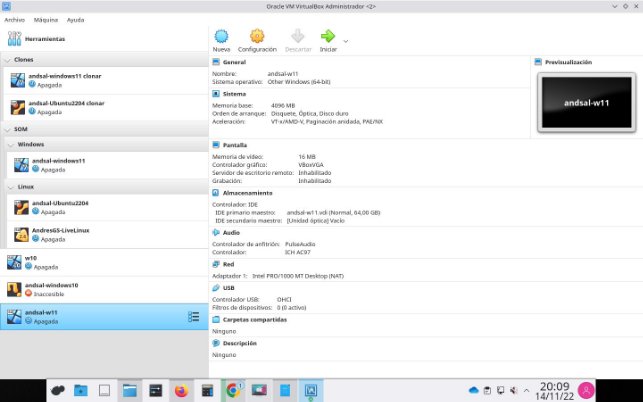 Oracle VM VirtualBox Administrador <2>
Archivo Máquina Ayuda
Herramientas
Nueva Configuración Descartar Iniciar
Clones
andsal-windows11 clonar
Apagada
andsal-Ubuntu2204 clonar
Apagada
SOM
Windows
andsal-windows11
Apagada
Linux
andsal-Ubuntu2204
Apagada
AndresGS-LiveLinux
Apagada
w10
Apagada
andsal-windows10
Inaccesible
andsal-w11
Apagada
General
Nombre: andsal-w11
Sistema operativo: Other Windows (64-bit)
Sistema
Memoria base: 4096 MB
Orden de arranque: Disquete, Óptica, Disco duro
Aceleración: VT-x/AMD-V, Paginación anidada, PAE/NX
Previsualización
andsal-w11
Pantalla
Memoria de vídeo: 16 MB
Controlador gráfico: VBoxVGA
Servidor de escritorio remoto: Inhabilitado
Grabación: Inhabilitado
Almacenamiento
Controlador: IDE
IDE primario maestro: andsal-w11.vdi (Normal, 64,00 GB)
IDE secundario maestro: [Unidad óptica] Vacío
Audio
Controlador de anfitrión: PulseAudio
Controlador: ICH AC97
Red
Adaptador 1: Intel PRO/1000 MT Desktop (NAT)
USB
Controlador USB: OHCI
Filtros de dispositivos: 0 (0 activo)
Carpetas compartidas
Ninguno
Descripción
Ninguno
20:09
14/11/22